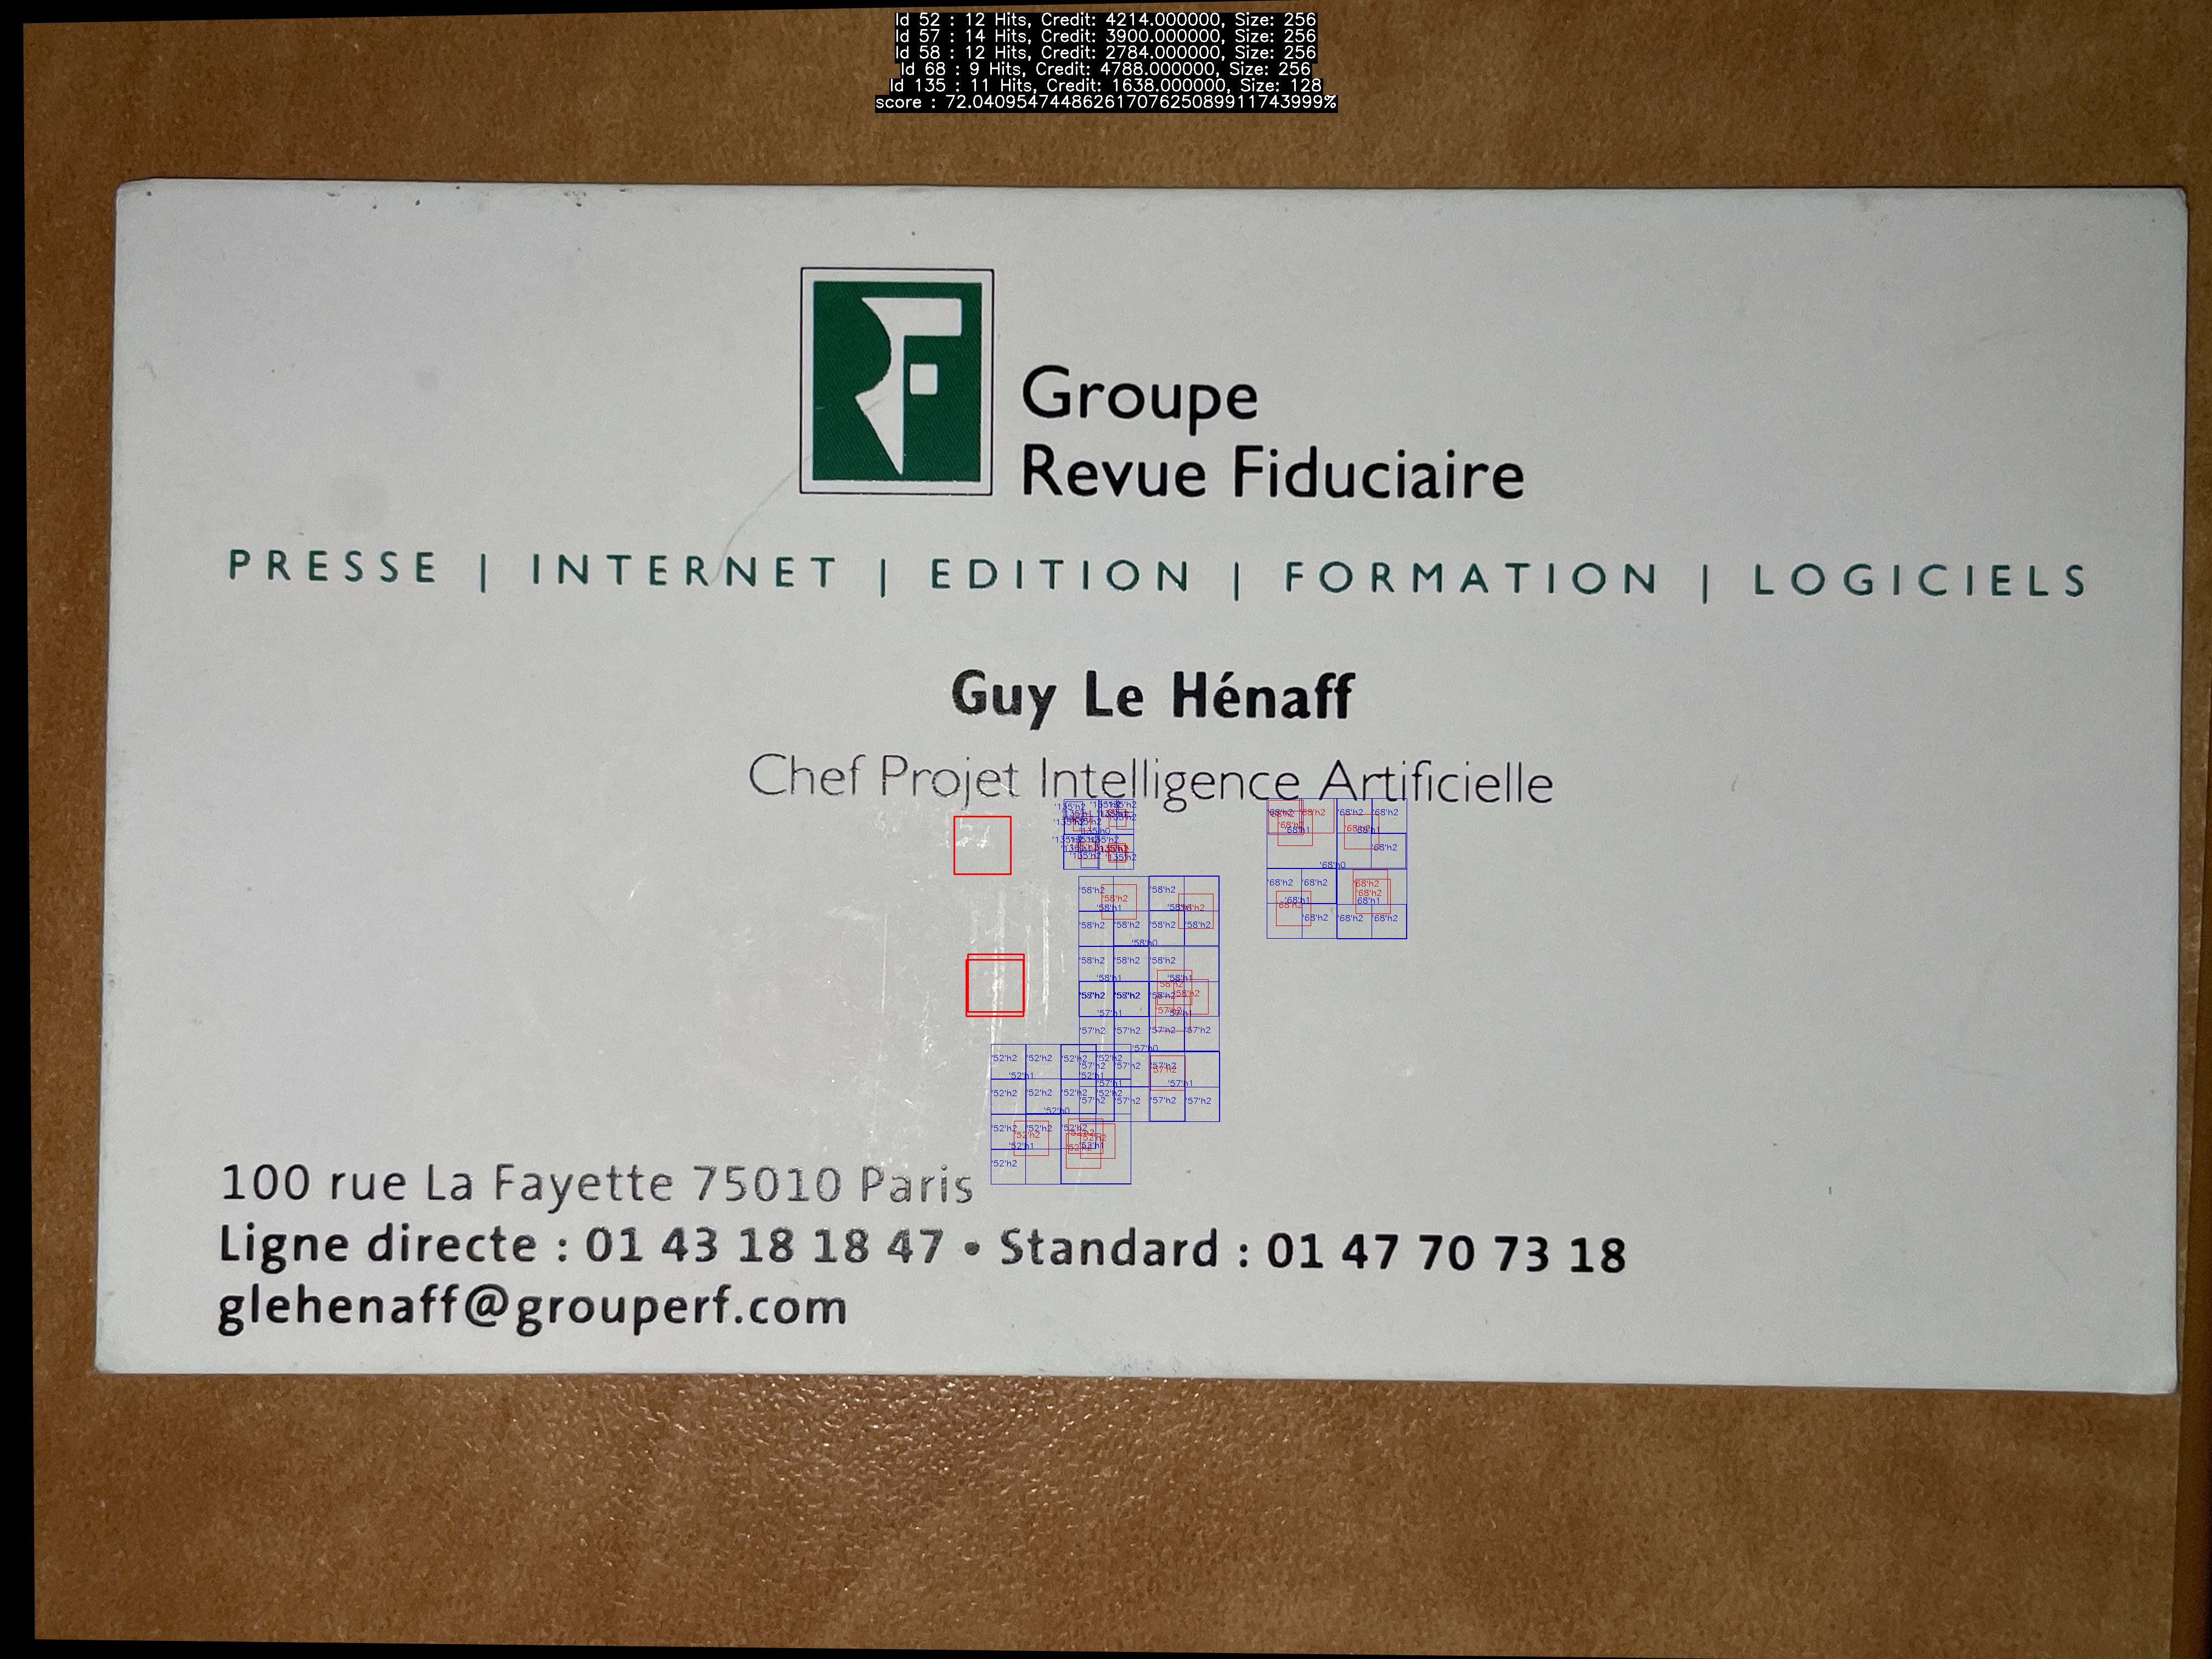 Id 52 : 12 Hits, Credit: 4214.000000, Size: 256
Id 57 : 14 Hits, Credit: 3900.000000, Size: 256
Id 58 : 12 Hits, Credit: 2784.000000, Size: 256
Id 68 : 9 Hits, Credit: 4788.000000, Size: 256
Id 135 : 11 Hits, Credit: 1638.000000, Size: 128
score : 72.04095474486261707625089911743999%
Groupe
Revue Fiduciaire
PRESSE | INTERNET | EDITION | FORMATION | LOGICIELS
Guy Le Hénaff
Chef Projet Intelligence Artificielle
100 rue La Fayette 75010 Paris
Ligne directe : 01 43 18 18 47 • Standard : 01 47 70 73 18
glehenaff@grouperf.com